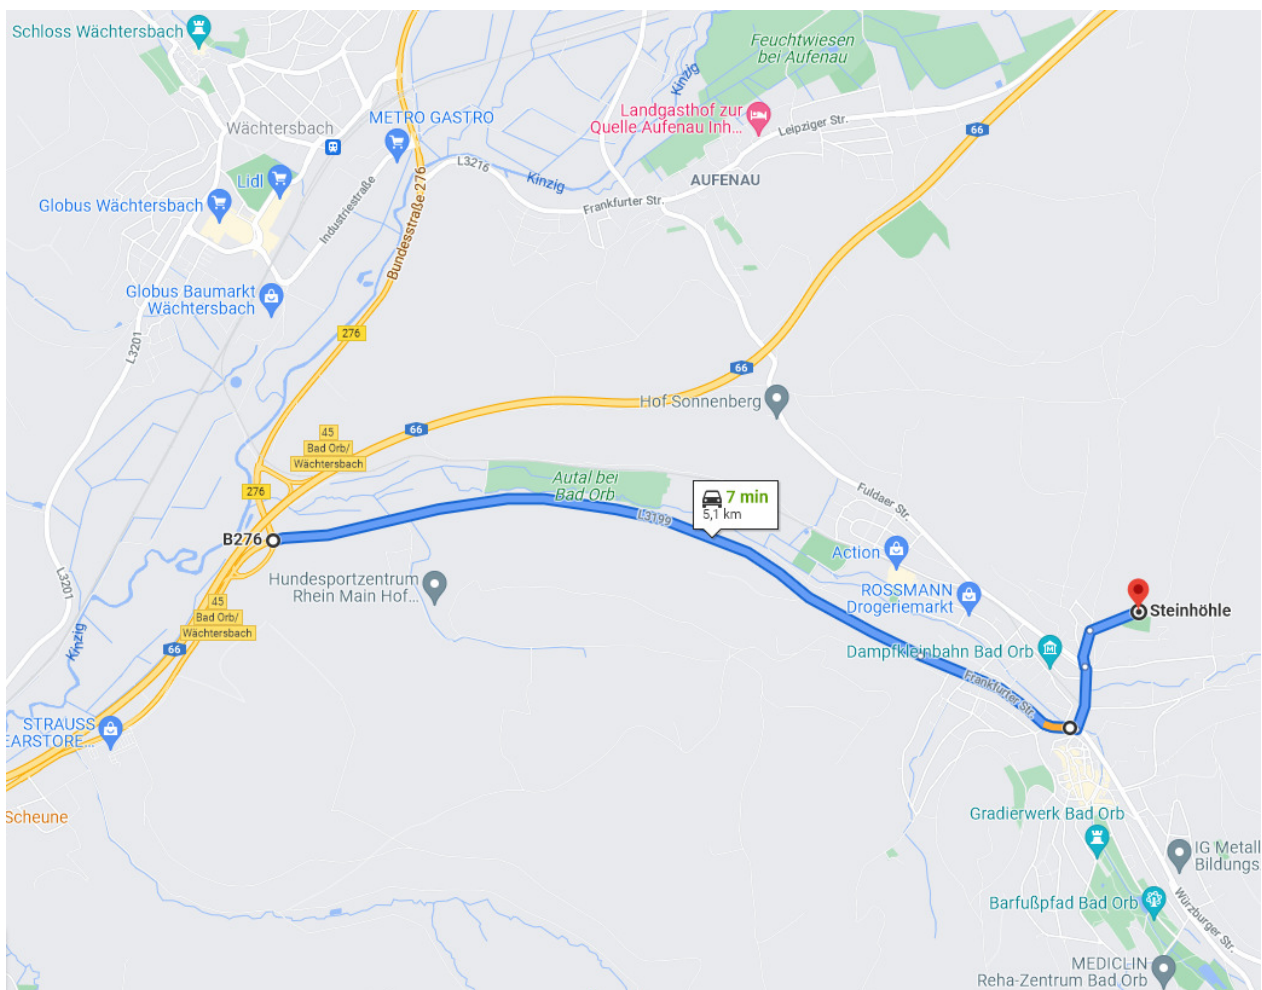 Schloss Wächtersbach
Feuchtwiesen
bei Aufenau
Kinzig
METRO GASTRO
Landgasthof zur
Quelle Aufenau Inh...
Leipziger Str.
66
Wächtersbach
L3216
Kinzig
AUFENAU
Lidl
Industriestraße
Globus Wächtersbach
Frankfurter Str.
Bundesstraße 276
Globus Baumarkt
Wächtersbach
276
L3201
66
Hof Sonnenberg
45
Bad Orb/
Wächtersbach
66
276
Autal bei
Bad Orb
7 min
5,1 km
L3199
Fuldaer Str.
B276
Action
Hundesportzentrum
Rhein Main Hof...
L3201
ROSSMANN
Drogeriemarkt
45
Bad Orb/
Wächtersbach
Steinhöhle
Kinzig
66
Dampfkleinbahn Bad Orb
Frankfurter Str.
STRAUSS
EARSTORE...
Scheune
Gradierwerk Bad Orb
IG Metall
Bildungs
Barfußpfad Bad Orb
Würzburger Str.
MEDICLIN
Reha-Zentrum Bad Orb